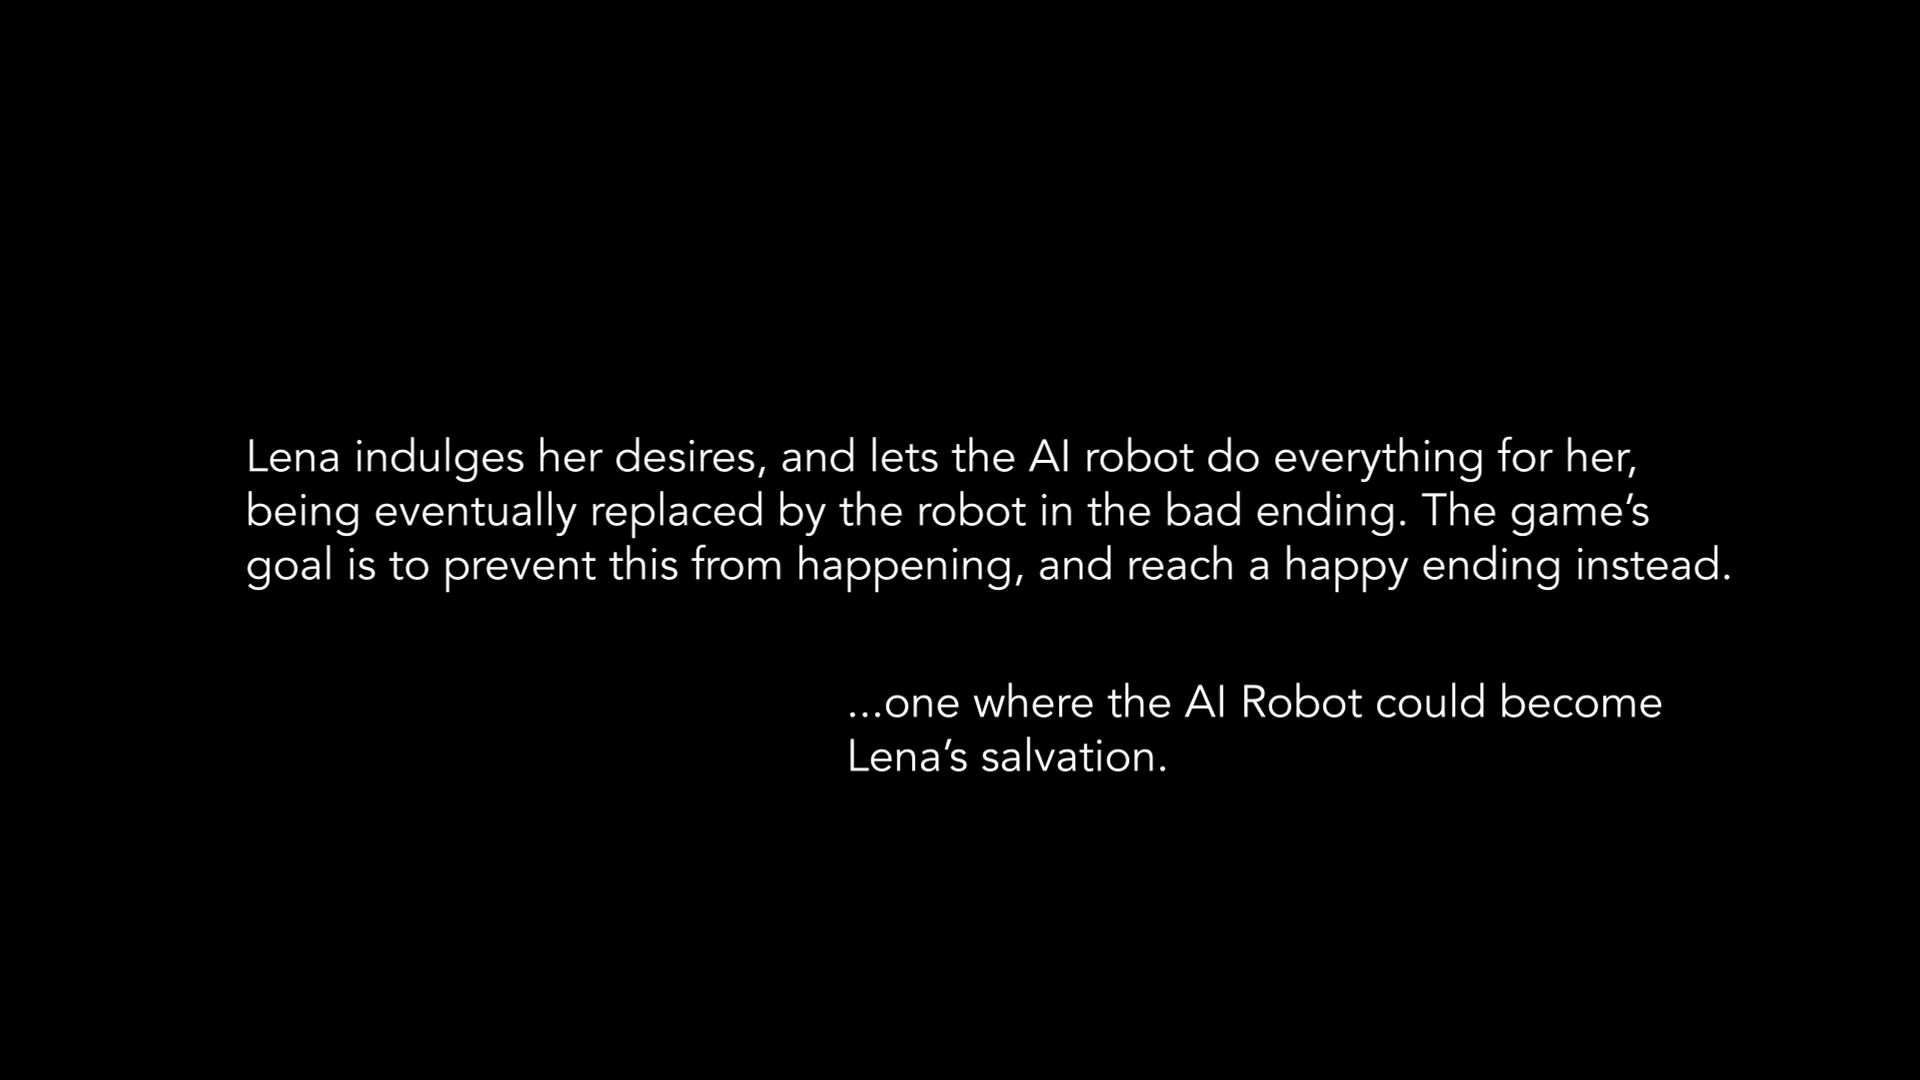 Lena indulges her desires, and lets the AI robot do everything for her,
being eventually replaced by the robot in the bad ending. The game’s
goal is to prevent this from happening, and reach a happy ending instead.
...one where the AI Robot could become
Lena’s salvation.